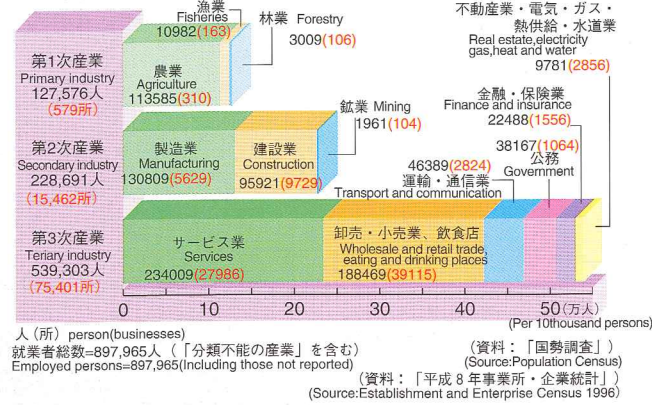 漁業
Fisheries
10982(163)
林業 Forestry
3009(106)
不動産業・電気・ガス・
熱供給・水道業
Real estate,electricity
gas,heat and water
9781(2856)
第1次産業
Primary industry
127,576人
(579所)
農業
Agriculture
113585(310)
鉱業 Mining
1961(104)
金融・保険業
Finance and insurance
22488(1556)
38167(1064)
公務
Government
第2次産業
Secondary industry
228,691人
(15,462所)
製造業
Manufacturing
130809(5629)
建設業
Construction
95921(9729)
46389(2824)
運輸・通信業
Transport and communication
第3次産業
Teriary industry
539,303人
(75,401所)
サービス業
Services
234009(27986)
卸売・小売業、飲食店
Wholesale and retail trade,
eating and drinking places
188469(39115)
0 10 20 30 40 50 (万人)
(Per 10thousand persons)
人(所) person(businesses)
就業者総数=897,965人(「分類不能の産業」を含む)
Employed persons=897,965(Including those not reported)
(資料:「国勢調査」)
(Source:Population Census)
(資料:「平成8年事業所・企業統計」)
(Source:Establishment and Enterprise Census 1996)